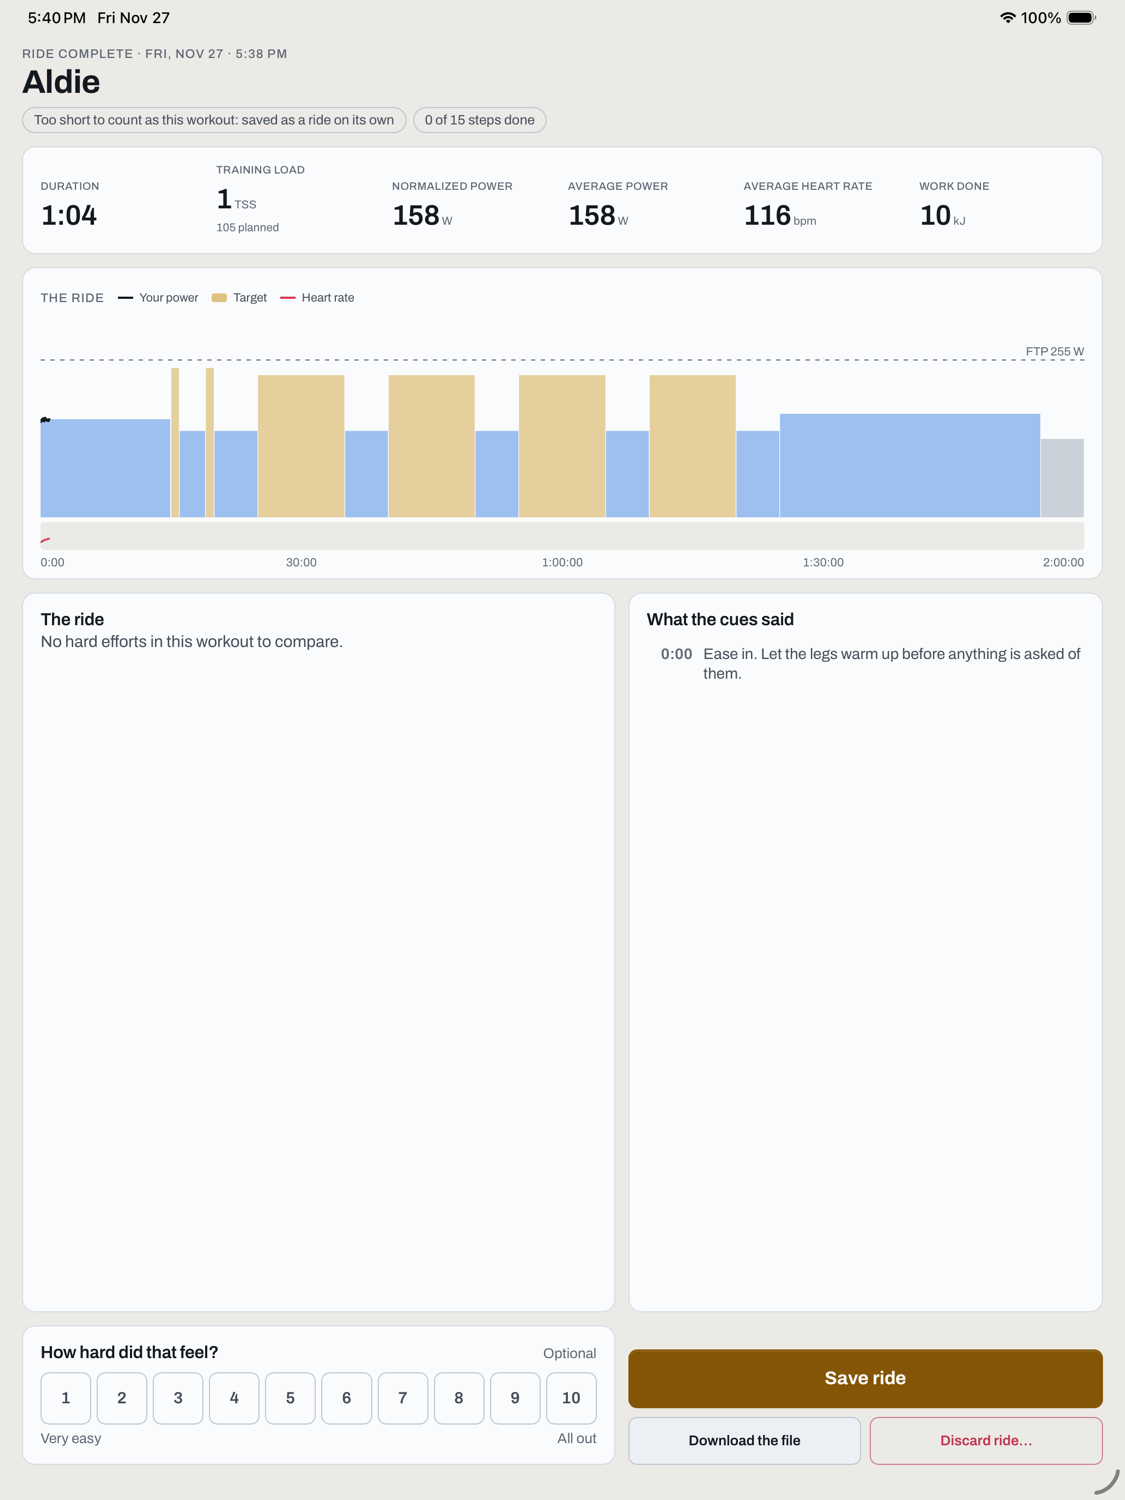 5:40 PM Fri Nov 27
100%
RIDE COMPLETE · FRI, NOV 27 · 5:38 PM
Aldie
Too short to count as this workout: saved as a ride on its own
0 of 15 steps done
DURATION
1:04
TRAINING LOAD
1 TSS
105 planned
NORMALIZED POWER
158 W
AVERAGE POWER
158 W
AVERAGE HEART RATE
116 bpm
WORK DONE
10 kJ
THE RIDE
Your power
Target
Heart rate
FTP 255 W
0:00
30:00
1:00:00
1:30:00
2:00:00
The ride
No hard efforts in this workout to compare.
What the cues said
0:00 Ease in. Let the legs warm up before anything is asked of
them.
How hard did that feel?
Optional
1 2 3 4 5 6 7 8 9 10
Very easy
All out
Save ride
Download the file
Discard ride...